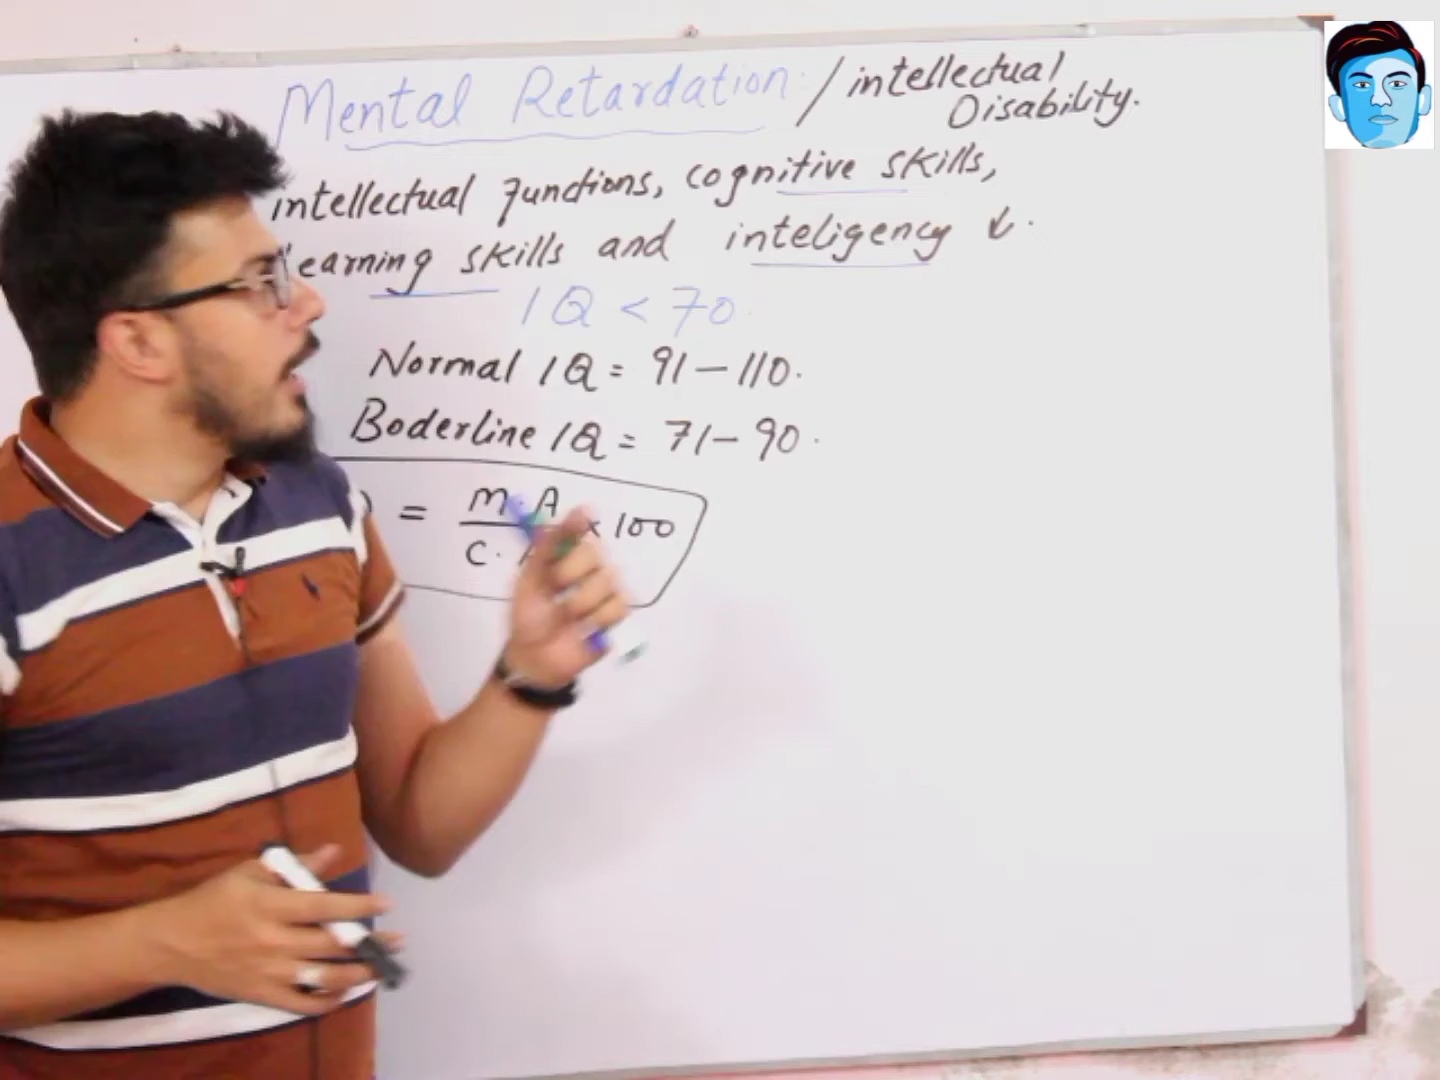 Mental Retardation: / intellectual Disability.
intellectual functions, cognitive skills,
learning skills and inteligency ↓.
IQ < 70.
Normal IQ = 91 – 110.
Boderline IQ = 71 – 90.
= M.A / C. × 100